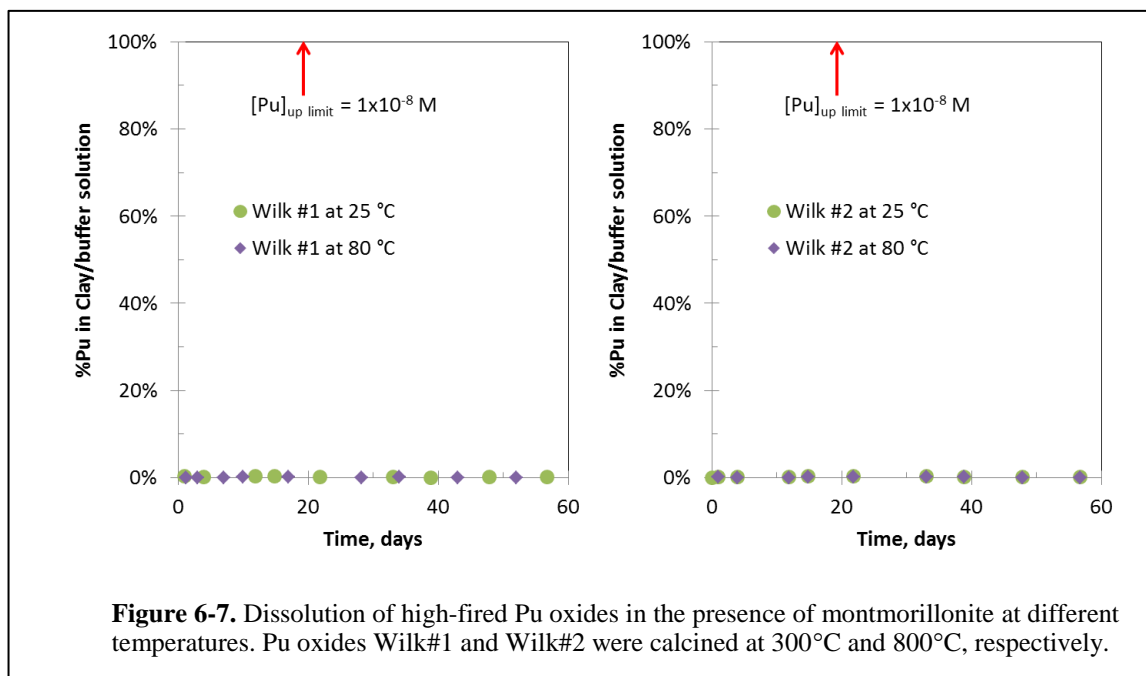 100%
80%
60%
40%
20%
0%
%Pu in Clay/buffer solution
[Pu]up limit = 1x10-8 M
Wilk #1 at 25 °C
Wilk #1 at 80 °C
0 20 40 60
Time, days
100%
80%
60%
40%
20%
0%
%Pu in Clay/buffer solution
[Pu]up limit = 1x10-8 M
Wilk #2 at 25 °C
Wilk #2 at 80 °C
0 20 40 60
Time, days
Figure 6-7. Dissolution of high-fired Pu oxides in the presence of montmorillonite at different
temperatures. Pu oxides Wilk#1 and Wilk#2 were calcined at 300°C and 800°C, respectively.